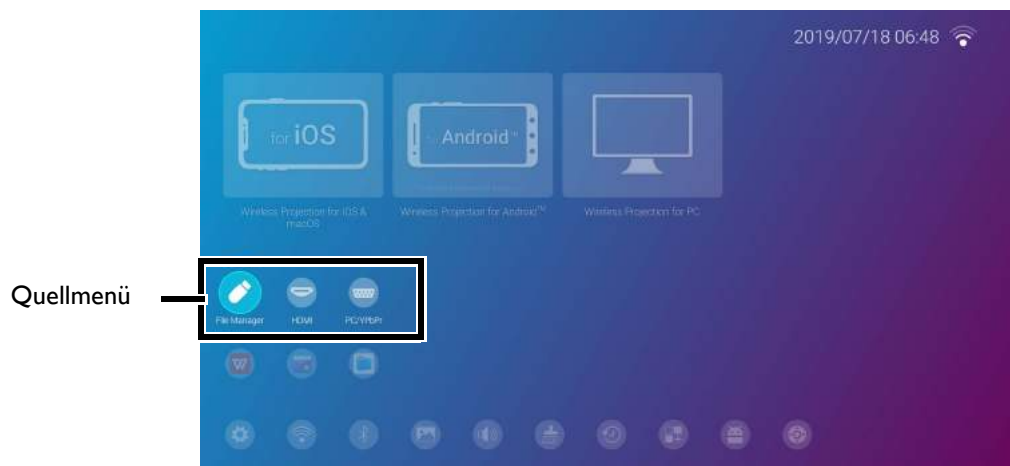 2019/07/18 06:48
for iOS
Android™
Wireless Projection for iOS &
macOS
Wireless Projection for Android™
Wireless Projection for PC
Quellmenü
File Manager
HDMI
PC/YPbPr